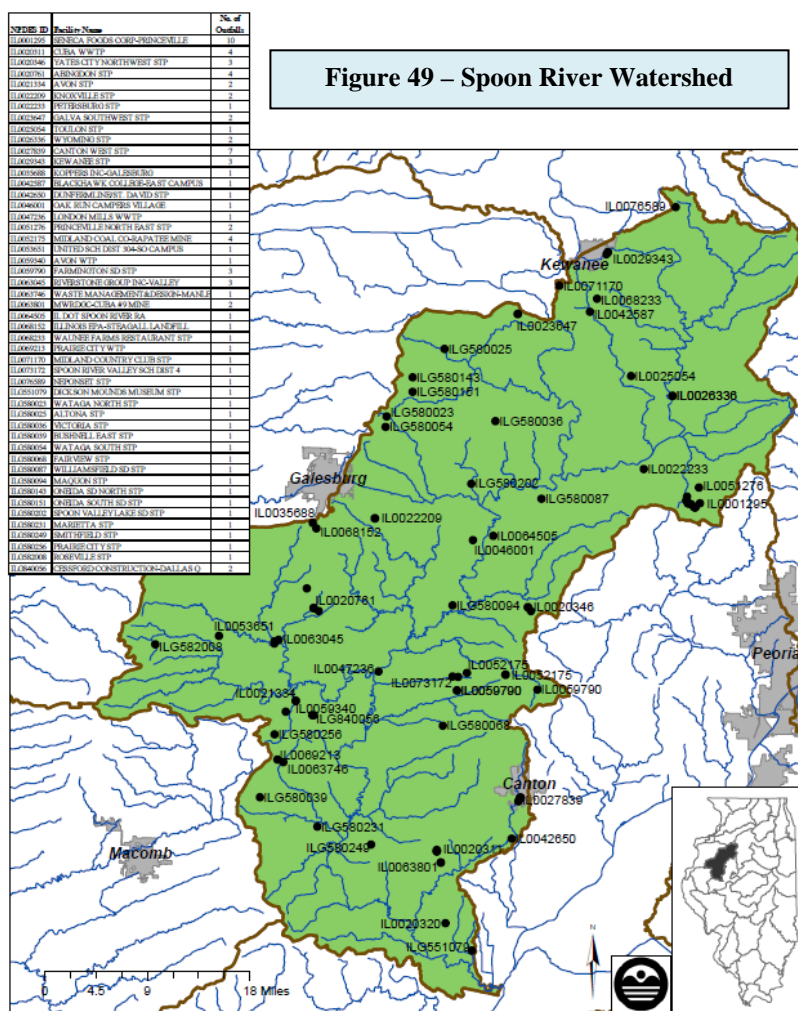 NPDES ID Facility Name No. of Outfalls
IL0001295 SENECA FOODS CORP-PRINCEVILLE 10
IL0020311 CUBA WWTP 4
IL0020346 YATES CITY NORTHWEST STP 3
IL0020761 ABINGDON STP 4
IL0021334 AVON STP 2
IL0022209 KNOXVILLE STP 2
IL0022233 PETERSBURG STP 1
IL0023647 GALVA SOUTHWEST STP 2
IL0025054 TOULON STP 1
IL0026336 WYOMING STP 2
IL0027839 CANTON WEST STP 7
IL0029343 KEWANEE STP 3
IL0035688 KOPPERS INC-GALESBURG 1
IL0042587 BLACKHAWK COLLEGE-EAST CAMPUS 1
IL0042650 DUNFERMLINE/ST. DAVID STP 1
IL0046001 OAK RUN CAMPERS VILLAGE 1
IL0047236 LONDON MILLS WWTP 1
IL0051276 PRINCEVILLE NORTH EAST STP 2
IL0052175 MIDLAND COAL CO-RAPATEE MINE 4
IL0053651 UNITED SCH DIST 304-SO CAMPUS 1
IL0059340 AVON WTP 1
IL0059790 FARMINGTON SD STP 3
IL0063045 RIVERSTONE GROUP INC-VALLEY 3
IL0063746 WASTE MANAGEMENT&DESIGN-MANLE 1
IL0063801 MWRDGC-CUBA #9 MINE 2
IL0064505 IL DOT SPOON RIVER RA 1
IL0068152 ILLINOIS EPA-STEAGALL LANDFILL 1
IL0068233 WAUNEE FARMS RESTAURANT STP 1
IL0069213 PRAIRIE CITY WTP 1
IL0071170 MIDLAND COUNTRY CLUB STP 1
IL0073172 SPOON RIVER VALLEY SCH DIST 4 1
IL0076589 NEPONSET STP 1
ILG551079 DICKSON MOUNDS MUSEUM STP 1
ILG580023 WATAGA NORTH STP 1
ILG580025 ALTONA STP 1
ILG580036 VICTORIA STP 1
ILG580039 BUSHNELL EAST STP 1
ILG580054 WATAGA SOUTH STP 1
ILG580068 FAIRVIEW STP 1
ILG580087 WILLIAMSFIELD SD STP 1
ILG580094 MAQUON STP 1
ILG580143 ONEIDA SD NORTH STP 1
ILG580151 ONEIDA SOUTH SD STP 1
ILG580202 SPOON VALLEY LAKE SD STP 1
ILG580231 MARIETTA STP 1
ILG580249 SMITHFIELD STP 1
ILG580256 PRAIRIE CITY STP 1
ILG582008 ROSEVILLE STP 1
ILG840056 CESSFORD CONSTRUCTION-DALLAS Q 2
Figure 49 – Spoon River Watershed
IL0076589
IL0029343
Kewanee
IL0071170
IL0068233
IL0042587
IL0023647
ILG580025
ILG580143
ILG580151
IL0025054
IL0026336
ILG580023
ILG580054
ILG580036
Galesburg
IL0022233
ILG580202
IL0051276
ILG580087
IL0001295
IL0035688
IL0022209
IL0068152
IL0064505
IL0046001
IL0020761
ILG580094
IL0020346
IL0053651
IL0063045
ILG582008
Peoria
IL0047236
IL0052175
IL0073172
IL0052175
IL0059790
IL0059790
IL0021334
IL0059340
ILG840056
ILG580068
ILG580256
IL0069213
IL0063746
Canton
ILG580039
IL0027839
ILG580231
IL0042650
Macomb
ILG580249
IL0020311
IL0063801
IL0020320
ILG551079
N
0 4.5 9 18 Miles